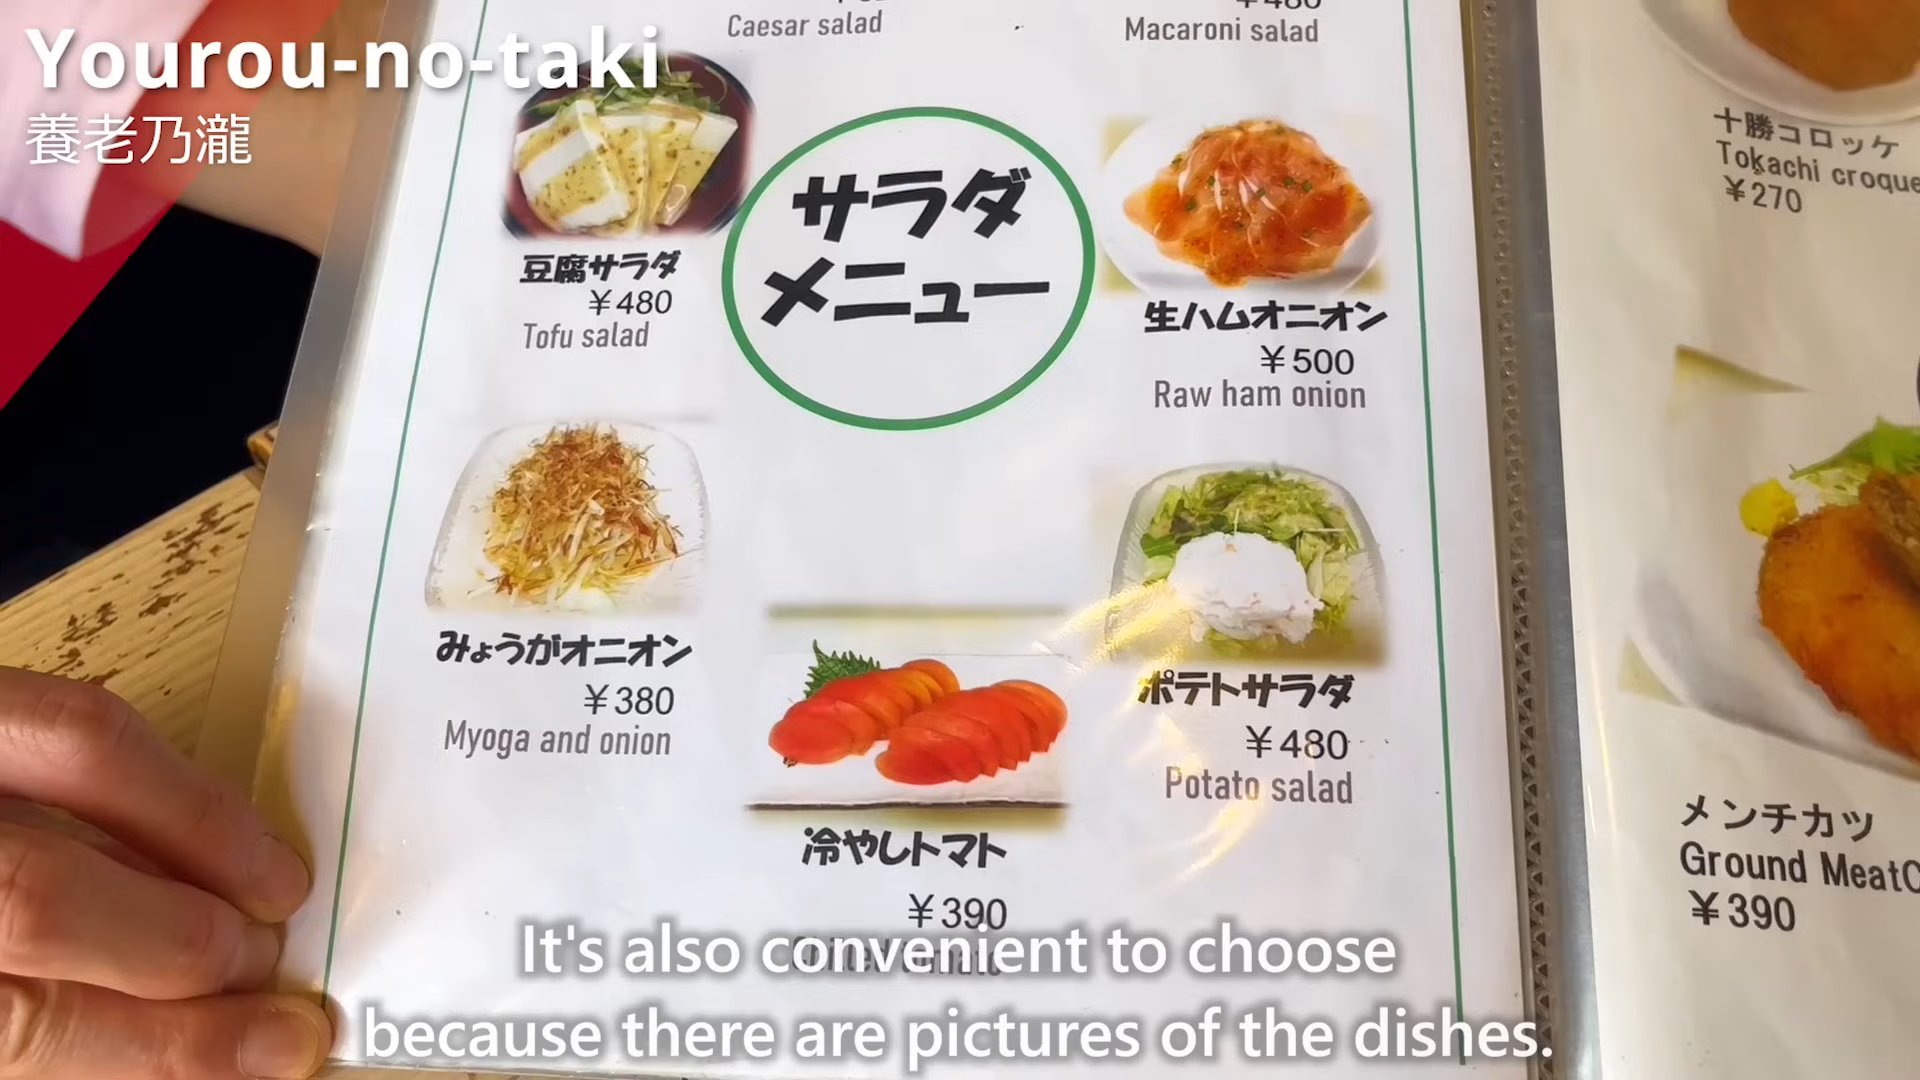 Yourou-no-taki
養老乃瀧
Caesar salad
¥480
Macaroni salad
サラダ
メニュー
豆腐サラダ
¥480
Tofu salad
生ハムオニオン
¥500
Raw ham onion
みょうがオニオン
¥380
Myoga and onion
ポテトサラダ
¥480
Potato salad
冷やしトマト
¥390
十勝コロッケ
Tokachi croque
¥270
メンチカツ
Ground MeatC
¥390
It's also convenient to choose
because there are pictures of the dishes.